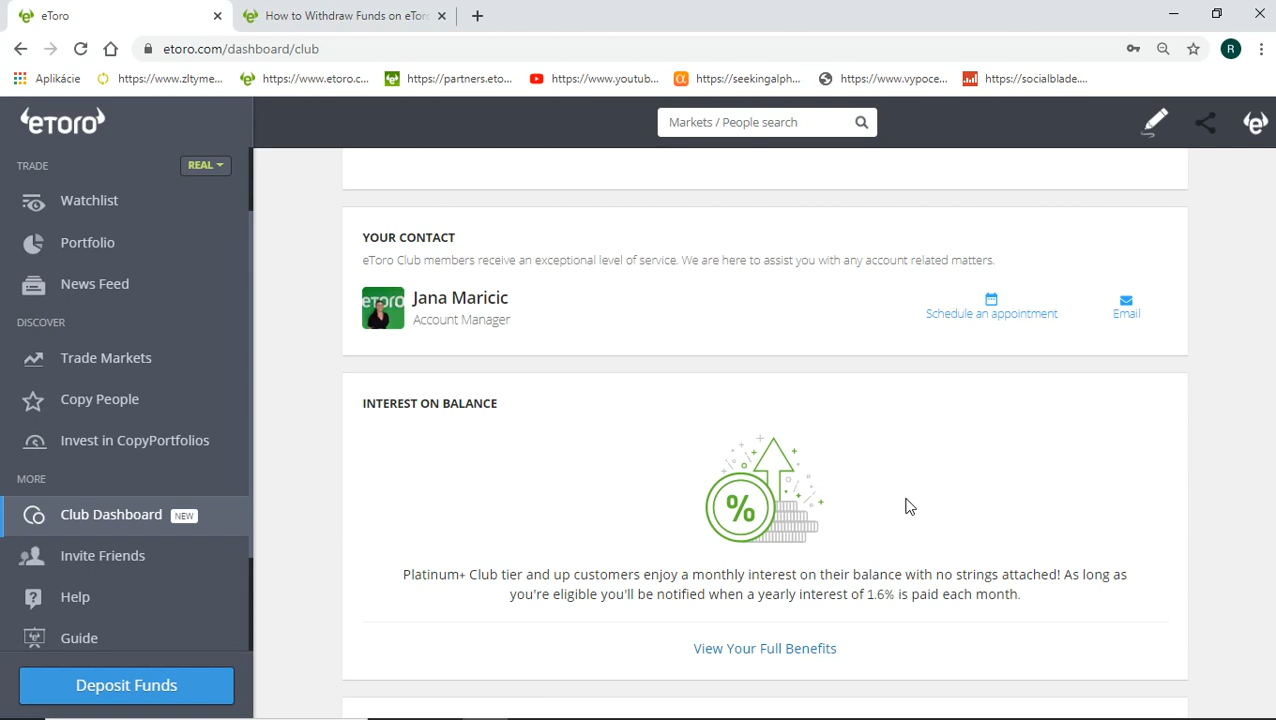 eToro
How to Withdraw Funds on eTor
etoro.com/dashboard/club
R
Aplikácie
https://www.zltyme...
https://www.etoro.c...
https://partners.eto...
https://www.youtub...
https://seekingalph...
https://www.vypoce...
https://socialblade....
eToro
Markets / People search
TRADE
REAL
Watchlist
Portfolio
News Feed
DISCOVER
Trade Markets
Copy People
Invest in CopyPortfolios
MORE
Club Dashboard NEW
Invite Friends
Help
Guide
Deposit Funds
YOUR CONTACT
eToro Club members receive an exceptional level of service. We are here to assist you with any account related matters.
eToro
Jana Maricic
Account Manager
Schedule an appointment
Email
INTEREST ON BALANCE
%
Platinum+ Club tier and up customers enjoy a monthly interest on their balance with no strings attached! As long as
you're eligible you'll be notified when a yearly interest of 1.6% is paid each month.
View Your Full Benefits